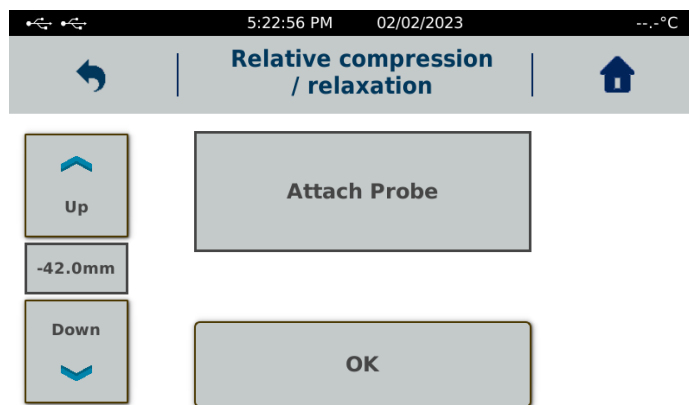 5:22:56 PM 02/02/2023 --.-°C
Relative compression
/ relaxation
Up
Attach Probe
-42.0mm
Down
OK